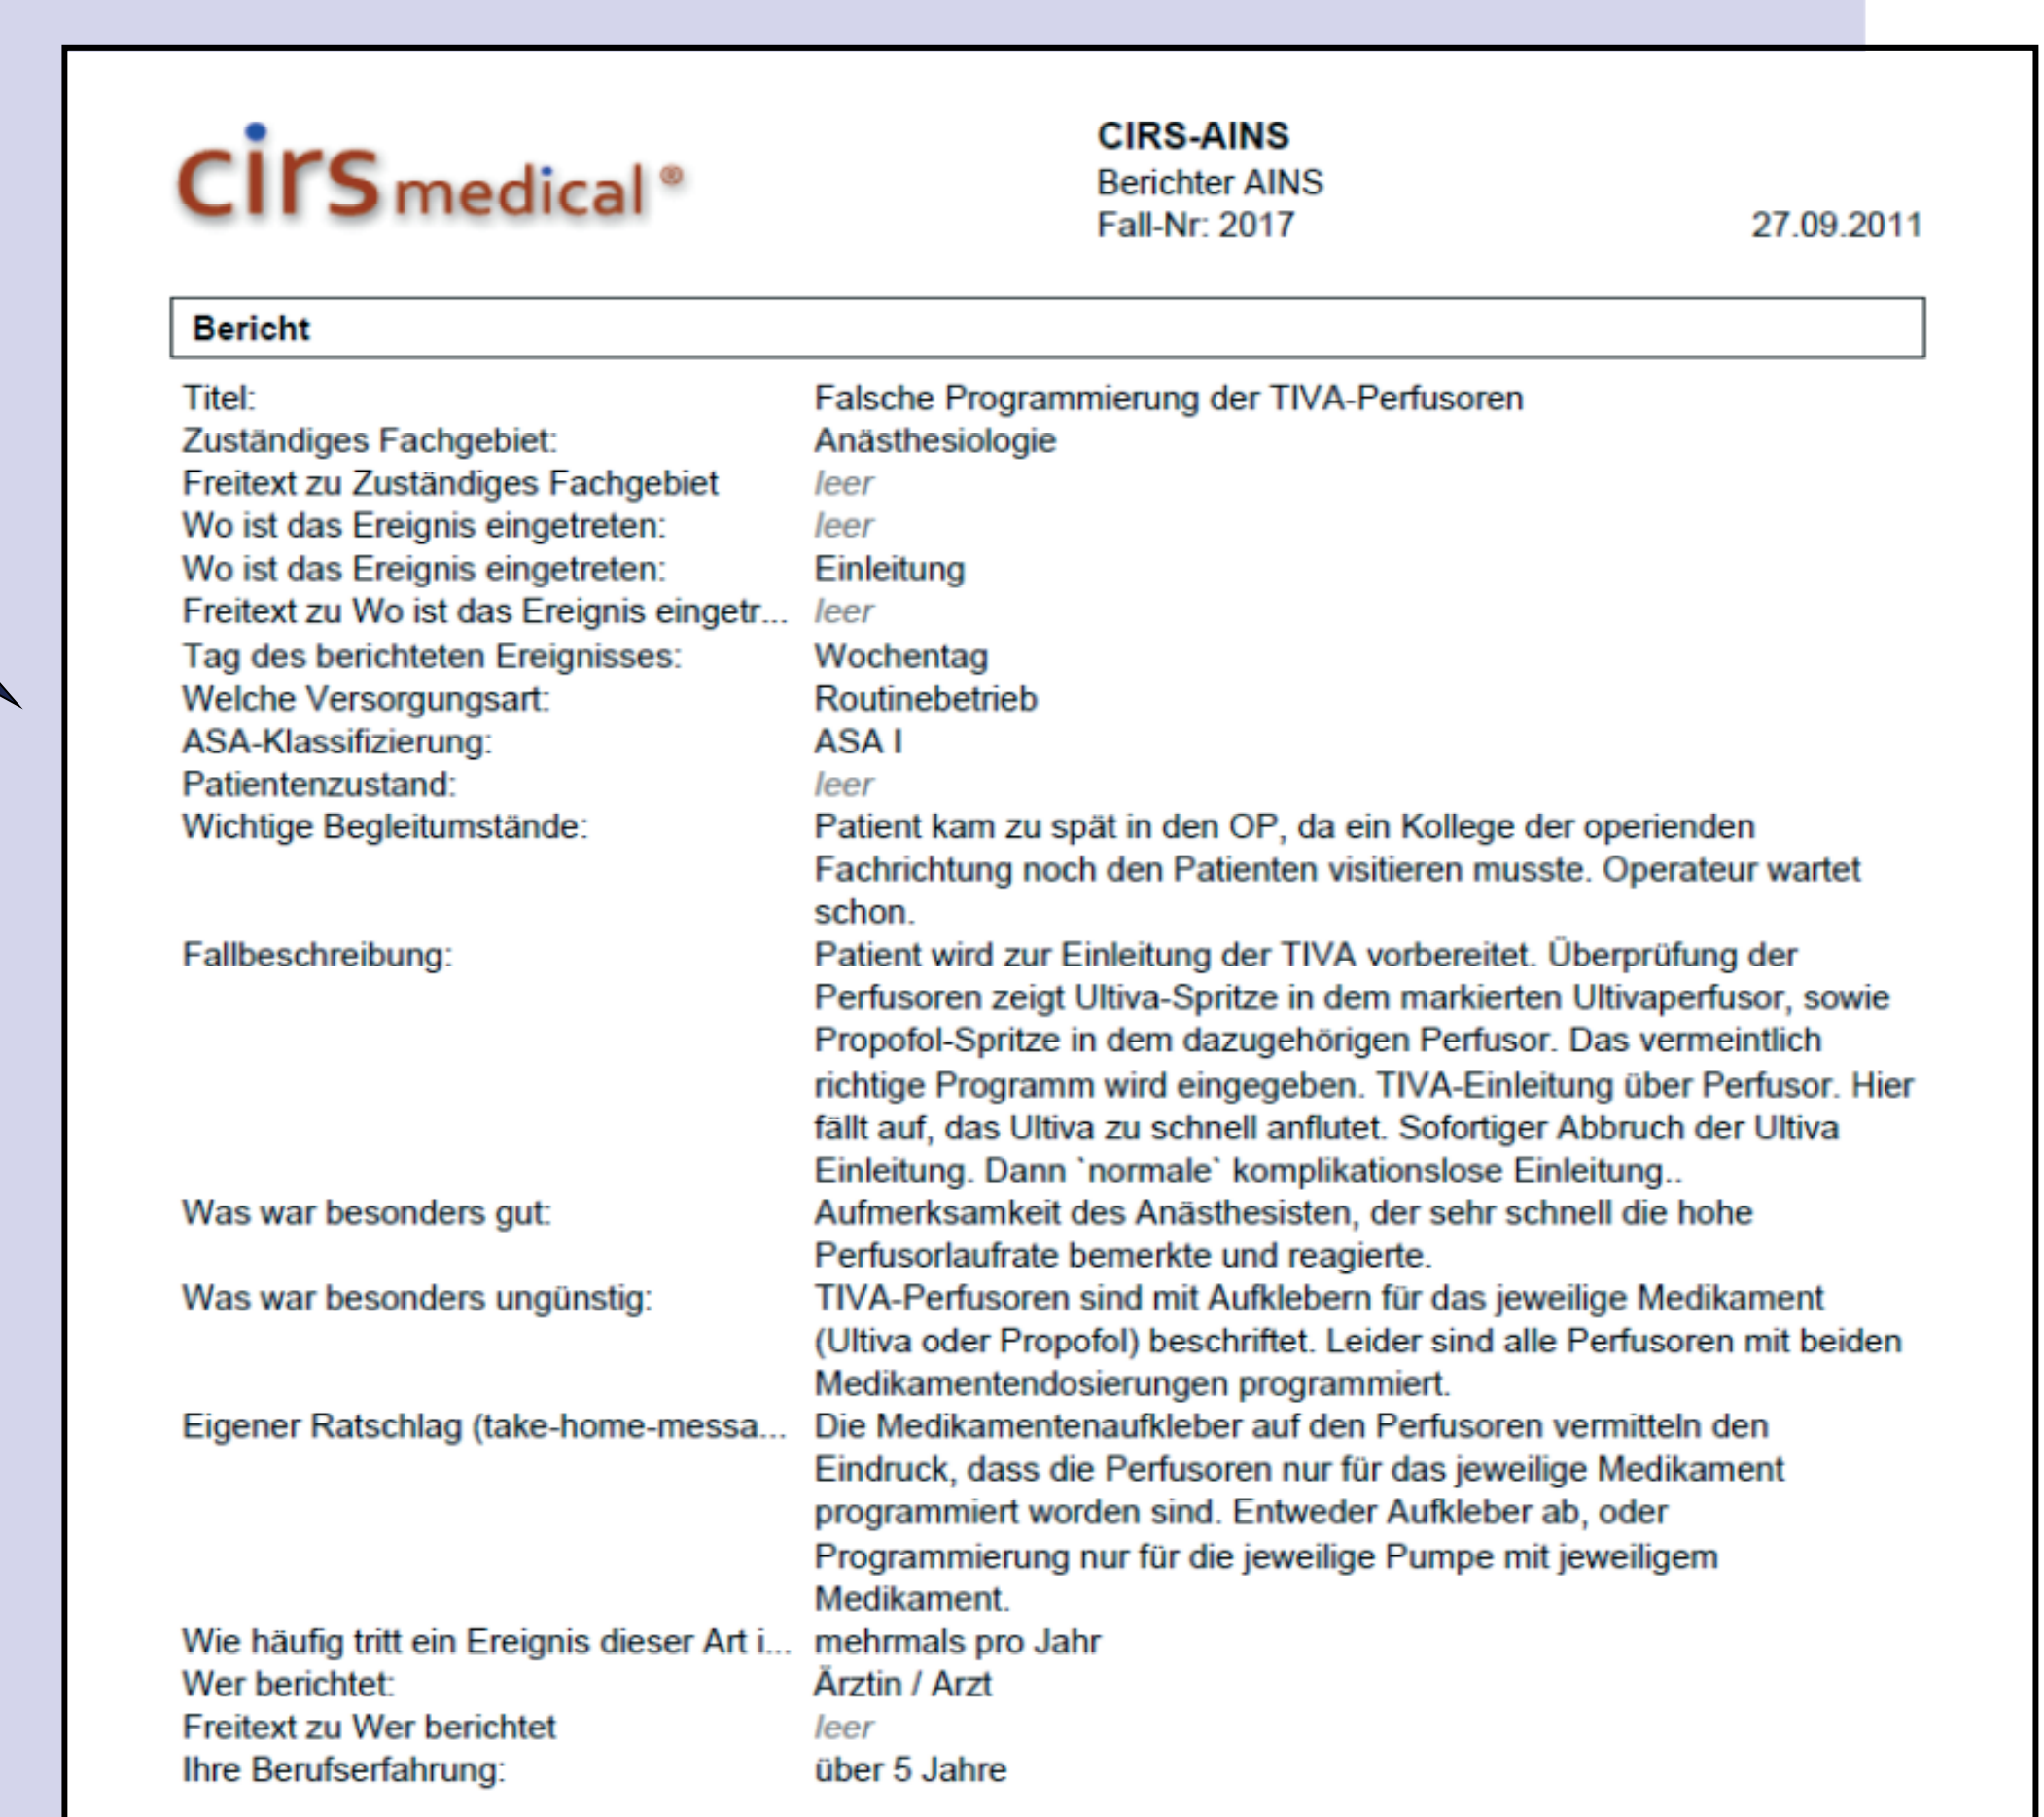 cirs medical ®
CIRS-AINS
Berichter AINS
Fall-Nr: 2017 27.09.2011
Bericht
Titel: Falsche Programmierung der TIVA-Perfusoren
Zuständiges Fachgebiet: Anästhesiologie
Freitext zu Zuständiges Fachgebiet leer
Wo ist das Ereignis eingetreten: leer
Wo ist das Ereignis eingetreten: Einleitung
Freitext zu Wo ist das Ereignis eingetr... leer
Tag des berichteten Ereignisses: Wochentag
Welche Versorgungsart: Routinebetrieb
ASA-Klassifizierung: ASA I
Patientenzustand: leer
Wichtige Begleitumstände: Patient kam zu spät in den OP, da ein Kollege der operienden
Fachrichtung noch den Patienten visitieren musste. Operateur wartet
schon.
Fallbeschreibung: Patient wird zur Einleitung der TIVA vorbereitet. Überprüfung der
Perfusoren zeigt Ultiva-Spritze in dem markierten Ultivaperfusor, sowie
Propofol-Spritze in dem dazugehörigen Perfusor. Das vermeintlich
richtige Programm wird eingegeben. TIVA-Einleitung über Perfusor. Hier
fällt auf, das Ultiva zu schnell anflutet. Sofortiger Abbruch der Ultiva
Einleitung. Dann `normale` komplikationslose Einleitung..
Was war besonders gut: Aufmerksamkeit des Anästhesisten, der sehr schnell die hohe
Perfusorlaufrate bemerkte und reagierte.
Was war besonders ungünstig: TIVA-Perfusoren sind mit Aufklebern für das jeweilige Medikament
(Ultiva oder Propofol) beschriftet. Leider sind alle Perfusoren mit beiden
Medikamentendosierungen programmiert.
Eigener Ratschlag (take-home-messa... Die Medikamentenaufkleber auf den Perfusoren vermitteln den
Eindruck, dass die Perfusoren nur für das jeweilige Medikament
programmiert worden sind. Entweder Aufkleber ab, oder
Programmierung nur für die jeweilige Pumpe mit jeweiligem
Medikament.
Wie häufig tritt ein Ereignis dieser Art i... mehrmals pro Jahr
Wer berichtet: Ärztin / Arzt
Freitext zu Wer berichtet leer
Ihre Berufserfahrung: über 5 Jahre